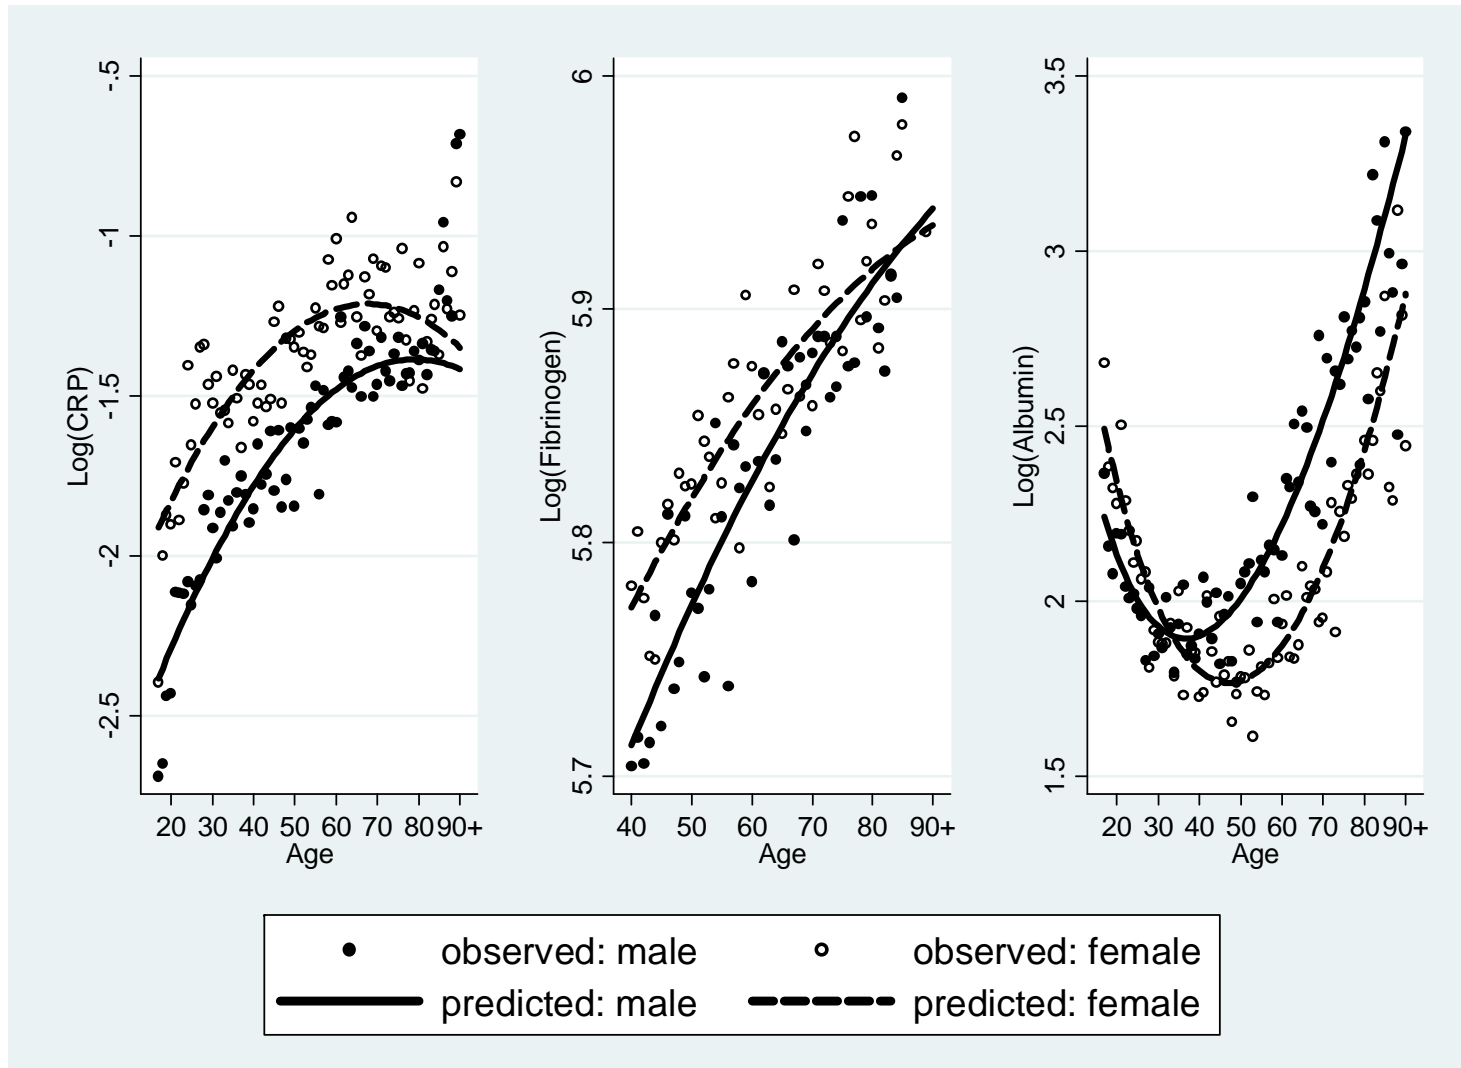 -.5
-1
-1.5
-2
-2.5
Log(CRP)
20 30 40 50 60 70 80 90+
Age
6
5.9
5.8
5.7
Log(Fibrinogen)
40 50 60 70 80 90+
Age
3.5
3
2.5
2
1.5
Log(Albumin)
20 30 40 50 60 70 80 90+
Age
observed: male observed: female
predicted: male predicted: female